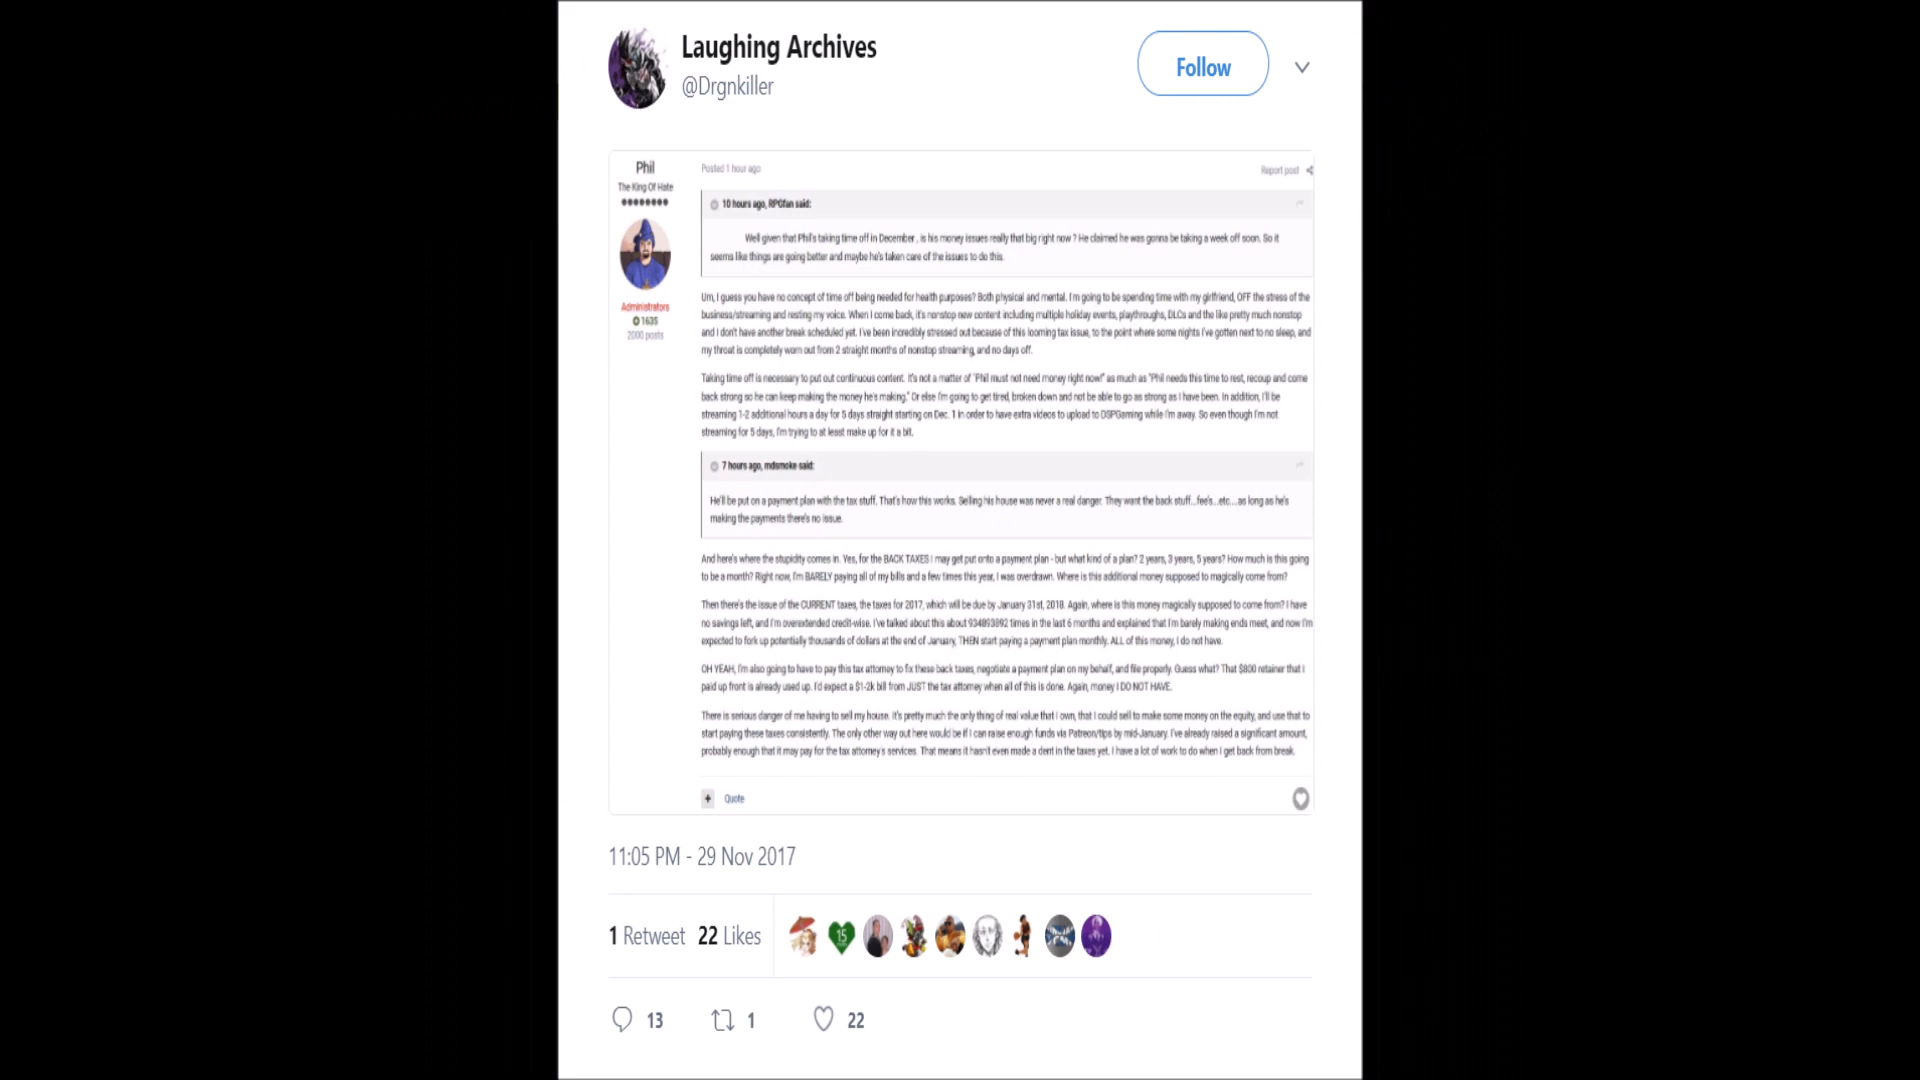 Laughing Archives
@Drgnkiller
Follow
Phil
The King Of Hate
Administrators
1635
2000 posts
Posted 1 hour ago
Report post
10 hours ago, RPGfan said:
Well given that Phil's taking time off in December , is his money issues really that big right now ? He claimed he was gonna be taking a week off soon. So it
seems like things are going better and maybe he's taken care of the issues to do this.
Um, I guess you have no concept of time off being needed for health purposes? Both physical and mental. I'm going to be spending time with my girlfriend, OFF the stress of the
business/streaming and resting my voice. When I come back, it's nonstop new content including multiple holiday events, playthroughs, DLCs and the like pretty much nonstop
and I don't have another break scheduled yet. I've been incredibly stressed out because of this looming tax issue, to the point where some nights I've gotten next to no sleep, and
my throat is completely worn out from 2 straight months of nonstop streaming, and no days off.
Taking time off is necessary to put out continuous content. It's not a matter of "Phil must not need money right now!" as much as "Phil needs this time to rest, recoup and come
back strong so he can keep making the money he's making." Or else I'm going to get tired, broken down and not be able to go as strong as I have been. In addition, I'll be
streaming 1-2 additional hours a day for 5 days straight starting on Dec. 1 in order to have extra videos to upload to DSPGaming while I'm away. So even though I'm not
streaming for 5 days, I'm trying to at least make up for it a bit.
7 hours ago, mdsmoke said:
He'll be put on a payment plan with the tax stuff. That's how this works. Selling his house was never a real danger. They want the back stuff...fee's...etc....as long as he's
making the payments there's no issue.
And here's where the stupidity comes in. Yes, for the BACK TAXES I may get put onto a payment plan - but what kind of a plan? 2 years, 3 years, 5 years? How much is this going
to be a month? Right now, I'm BARELY paying all of my bills and a few times this year, I was overdrawn. Where is this additional money supposed to magically come from?
Then there's the issue of the CURRENT taxes, the taxes for 2017, which will be due by January 31st, 2018. Again, where is this money magically supposed to come from? I have
no savings left, and I'm overextended credit-wise. I've talked about this about 934893892 times in the last 6 months and explained that I'm barely making ends meet, and now I'm
expected to fork up potentially thousands of dollars at the end of January, THEN start paying a payment plan monthly. ALL of this money, I do not have.
OH YEAH, I'm also going to have to pay this tax attorney to fix these back taxes, negotiate a payment plan on my behalf, and file properly. Guess what? That $800 retainer that I
paid up front is already used up. I'd expect a $1-2k bill from JUST the tax attorney when all of this is done. Again, money I DO NOT HAVE.
There is serious danger of me having to sell my house. It's pretty much the only thing of real value that I own, that I could sell to make some money on the equity, and use that to
start paying these taxes consistently. The only other way out here would be if I can raise enough funds via Patreon/tips by mid-January. I've already raised a significant amount,
probably enough that it may pay for the tax attorney's services. That means it hasn't even made a dent in the taxes yet. I have a lot of work to do when I get back from break.
+ Quote
11:05 PM - 29 Nov 2017
1 Retweet 22 Likes
15
13 1 22